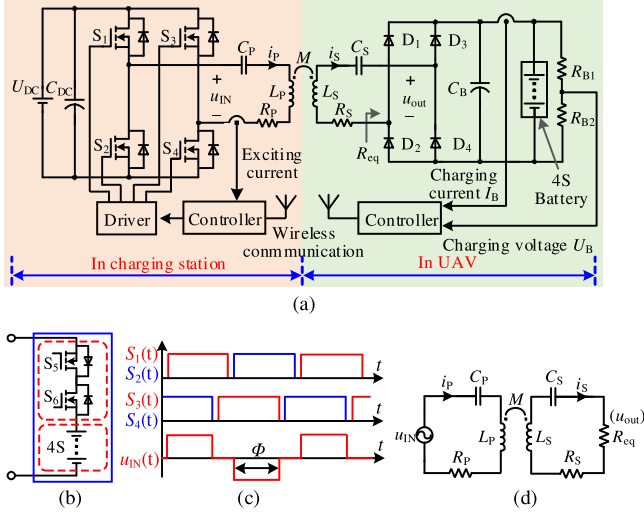 S1 S3 CP iP M iS CS D1 D3
UDC CDC + uIN − LP LS + uout − CB RB1
RP RS RB2
S2 S4 Req D2 D4
Exciting current
Charging current IB
4S Battery
Driver Controller Controller
Wireless conmmunication
Charging voltage UB
In charging station In UAV
(a)
S5
S6
4S
(b)
S1(t) t
S2(t)
S3(t) t
S4(t)
uIN(t) Φ t
(c)
iP CP M CS iS
uIN LP LS (uout) Req
RP RS
(d)